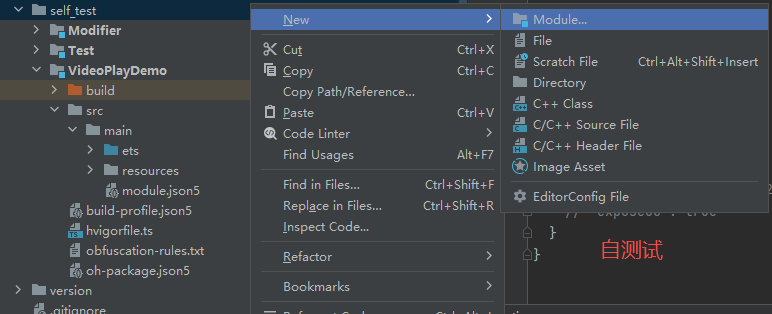 self_test
Modifier
Test
VideoPlayDemo
build
src
main
ets
resources
module.json5
build-profile.json5
hvigorfile.ts
obfuscation-rules.txt
oh-package.json5
version
.gitignore
New
Cut Ctrl+X
Copy Ctrl+C
Copy Path/Reference...
Paste Ctrl+V
Code Linter
Find Usages Alt+F7
Find in Files... Ctrl+Shift+F
Replace in Files... Ctrl+Shift+R
Inspect Code...
Refactor
Bookmarks
Module...
File
Scratch File Ctrl+Alt+Shift+Insert
Directory
C++ Class
C/C++ Source File
C/C++ Header File
Image Asset
EditorConfig File
}
}
自测试